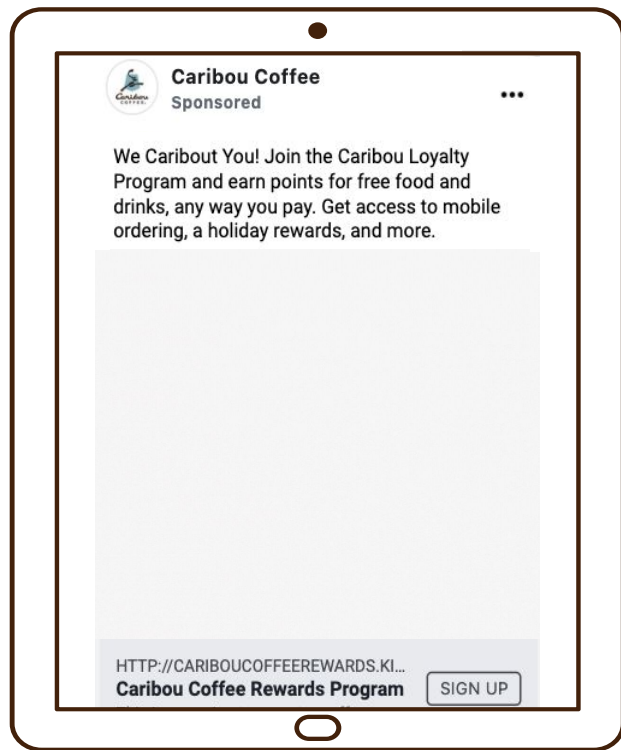 Caribou
COFFEE
Caribou Coffee
Sponsored
We Caribout You! Join the Caribou Loyalty
Program and earn points for free food and
drinks, any way you pay. Get access to mobile
ordering, a holiday rewards, and more.
HTTP://CARIBOUCOFFEEREWARDS.KI...
Caribou Coffee Rewards Program
SIGN UP